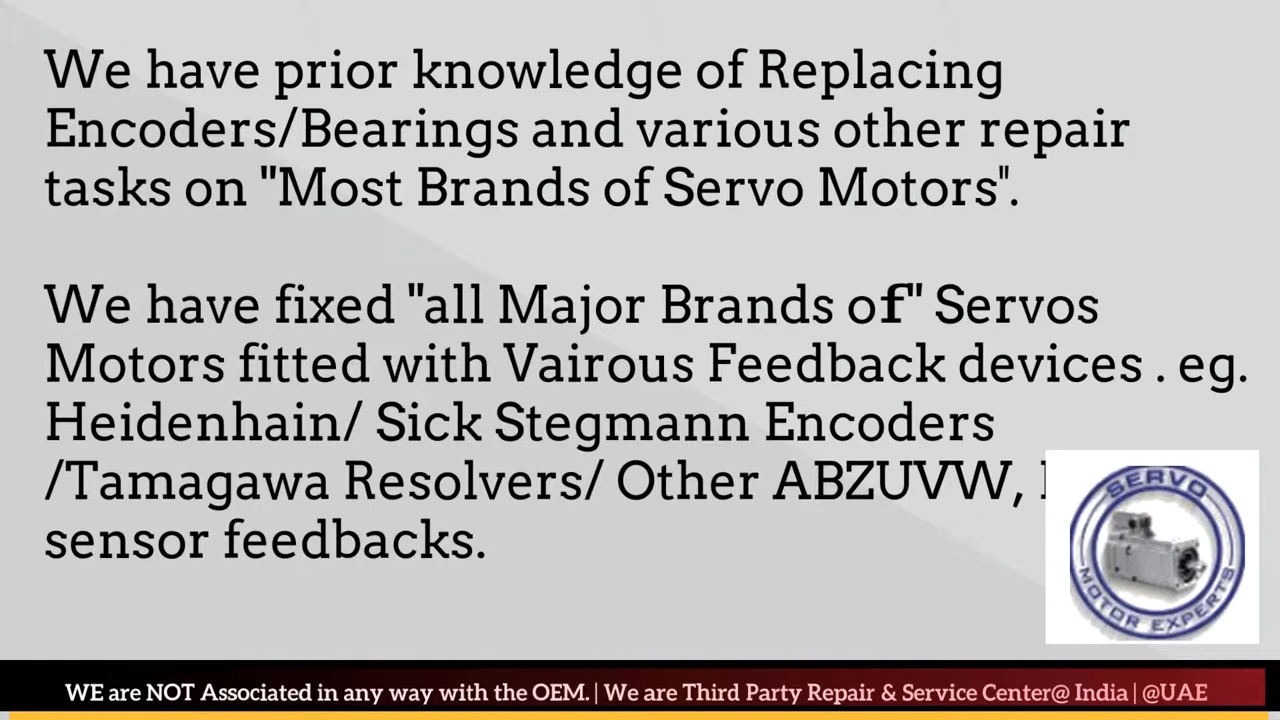 We have prior knowledge of Replacing
Encoders/Bearings and various other repair
tasks on "Most Brands of Servo Motors".
We have fixed "all Major Brands of" Servos
Motors fitted with Vairous Feedback devices . eg.
Heidenhain/ Sick Stegmann Encoders
/Tamagawa Resolvers/ Other ABZUVW,
sensor feedbacks.
SERVO
MOTOR EXPERTS
WE are NOT Associated in any way with the OEM. | We are Third Party Repair & Service Center@ India | @UAE